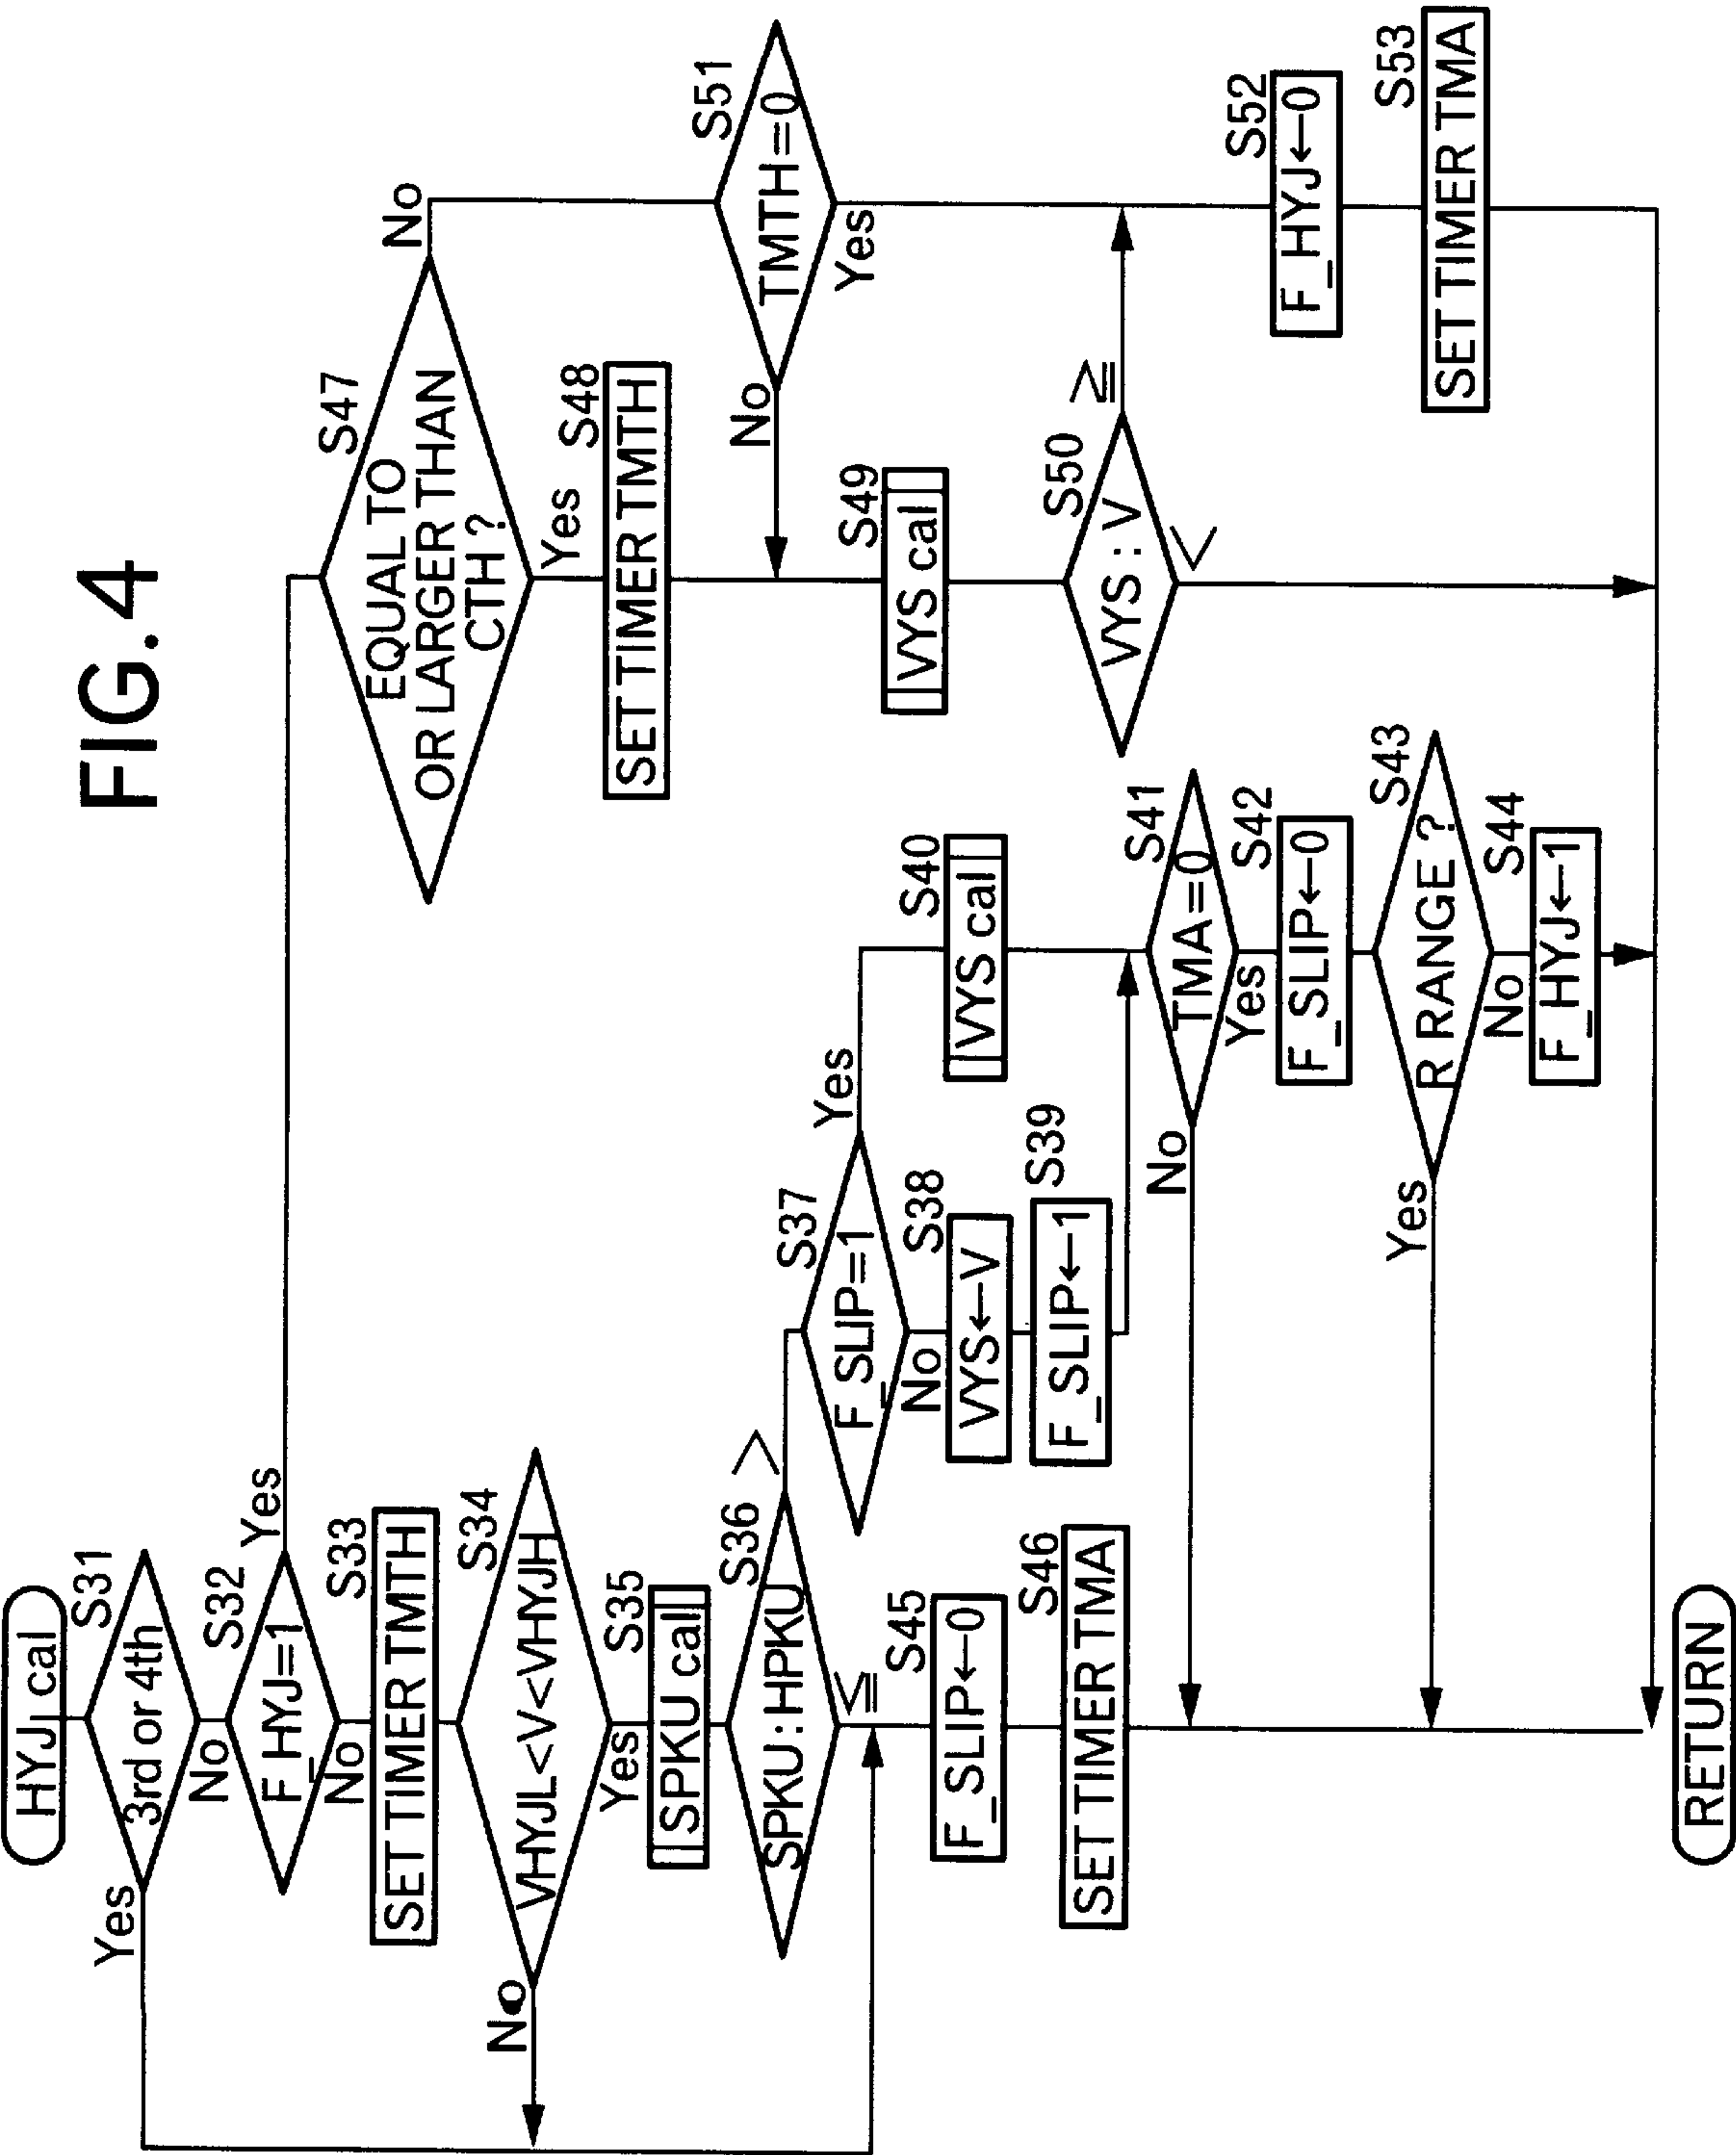 FIG.4
HYJ cal
S31
3rd or 4th
Yes
No
S32
F_HYJ=1
Yes
No
S33
SET TIMER TMTH
S34
VHYJL<V<VHYJH
No
Yes
S35
SPKU cal
S36
SPKU:HPKU
>
≦
S37
F_SLIP=1
Yes
No
S38
VYS←V
S39
F_SLIP←1
S40
VYS cal
S41
TMA=0
No
Yes
S42
F_SLIP←0
S43
R RANGE ?
Yes
No
S44
F_HYJ←1
S45
F_SLIP←0
S46
SET TIMER TMA
S47
EQUAL TO
OR LARGER THAN
CTH ?
No
Yes
S48
SET TIMER TMTH
S49
VYS cal
S50
VYS : V
≧
<
S51
TMTH=0
No
Yes
S52
F_HYJ←0
S53
SET TIMER TMA
RETURN